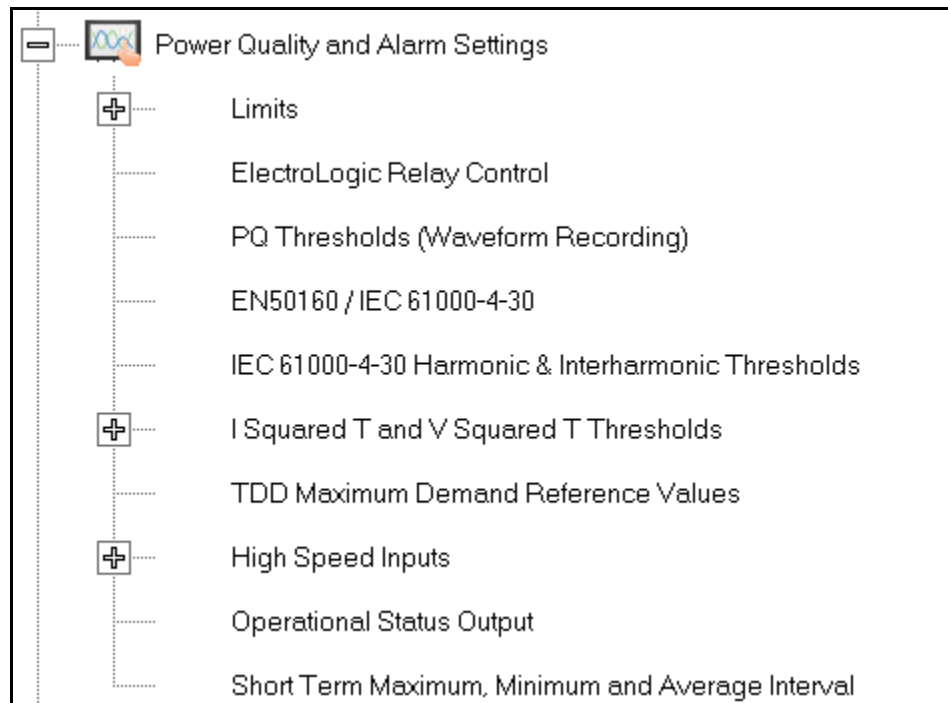 Power Quality and Alarm Settings
Limits
ElectroLogic Relay Control
PQ Thresholds (Waveform Recording)
EN50160 / IEC 61000-4-30
IEC 61000-4-30 Harmonic & Interharmonic Thresholds
I Squared T and V Squared T Thresholds
TDD Maximum Demand Reference Values
High Speed Inputs
Operational Status Output
Short Term Maximum, Minimum and Average Interval